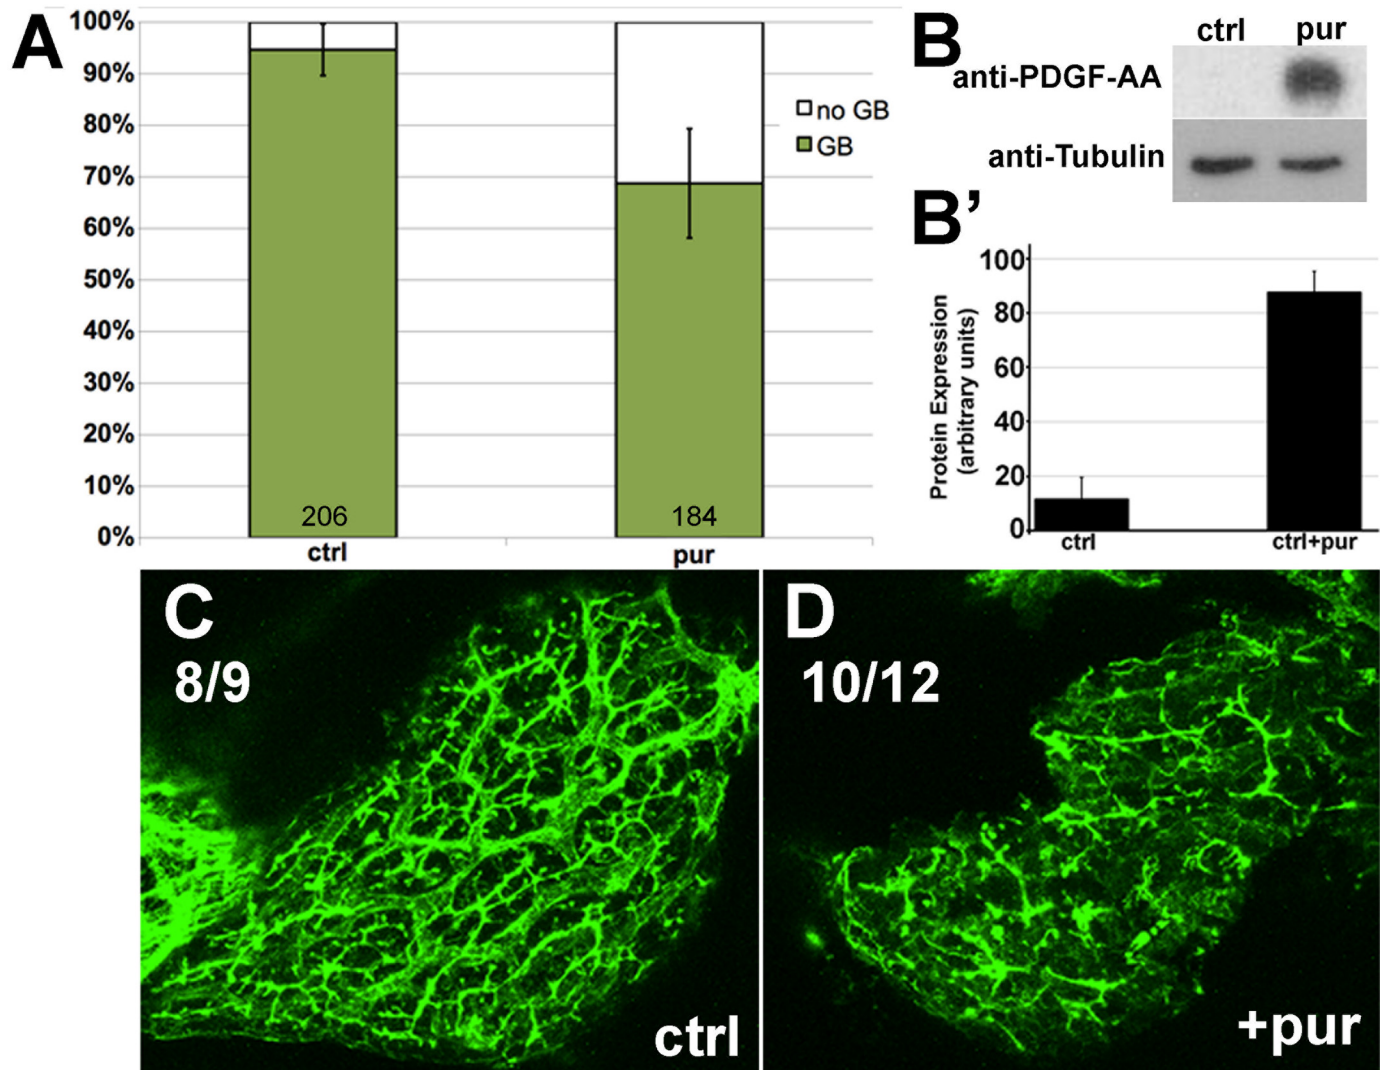 A
100%
90%
80%
70%
60%
50%
40%
30%
20%
10%
0%
206
184
ctrl
pur
no GB
GB
B
ctrl pur
anti-PDGF-AA
anti-Tubulin
B’
Protein Expression
(arbitrary units)
100
80
60
40
20
0
ctrl
ctrl+pur
C
8/9
ctrl
D
10/12
+pur